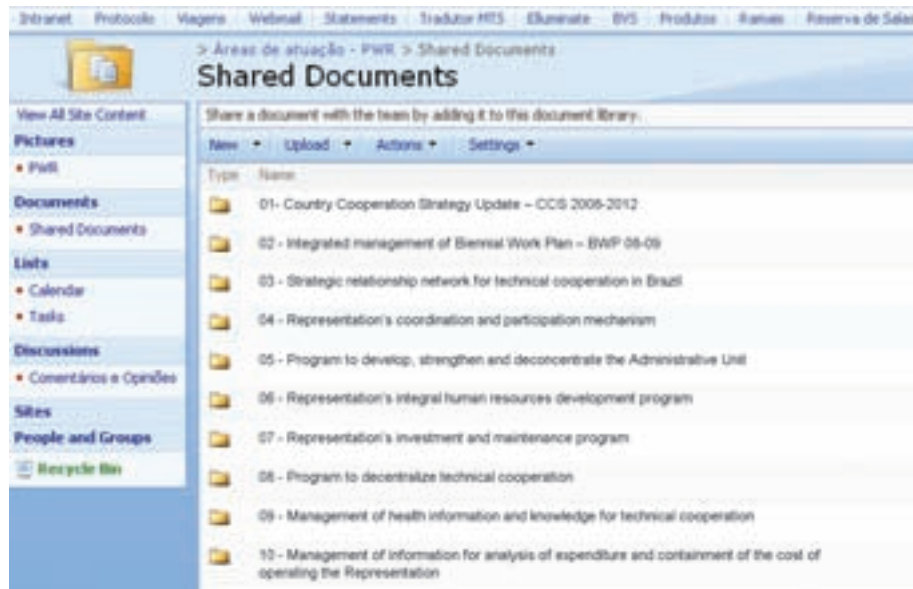 Intranet Protocolo Viagens Webmail Statements Tradutor MTS Elluminate BVS Produtos Ramais Reserva de Salas
> Áreas de atuação - PWR > Shared Documents
Shared Documents
View All Site Content
Share a document with the team by adding it to this document library.
Pictures
New Upload Actions Settings
• PWR
Type Name
Documents
01- Country Cooperation Strategy Update – CCS 2008-2012
• Shared Documents
02 - Integrated management of Biennial Work Plan – BWP 08-09
Lists
03 - Strategic relationship network for technical cooperation in Brazil
• Calendar
• Tasks
04 - Representation's coordination and participation mechanism
Discussions
05 - Program to develop, strengthen and deconcentrate the Administrative Unit
• Comentários e Opiniões
06 - Representation's integral human resources development program
Sites
People and Groups
07 - Representation's investment and maintenance program
Recycle Bin
08 - Program to decentralize technical cooperation
09 - Management of health information and knowledge for technical cooperation
10 - Management of information for analysis of expenditure and containment of the cost of
operating the Representation